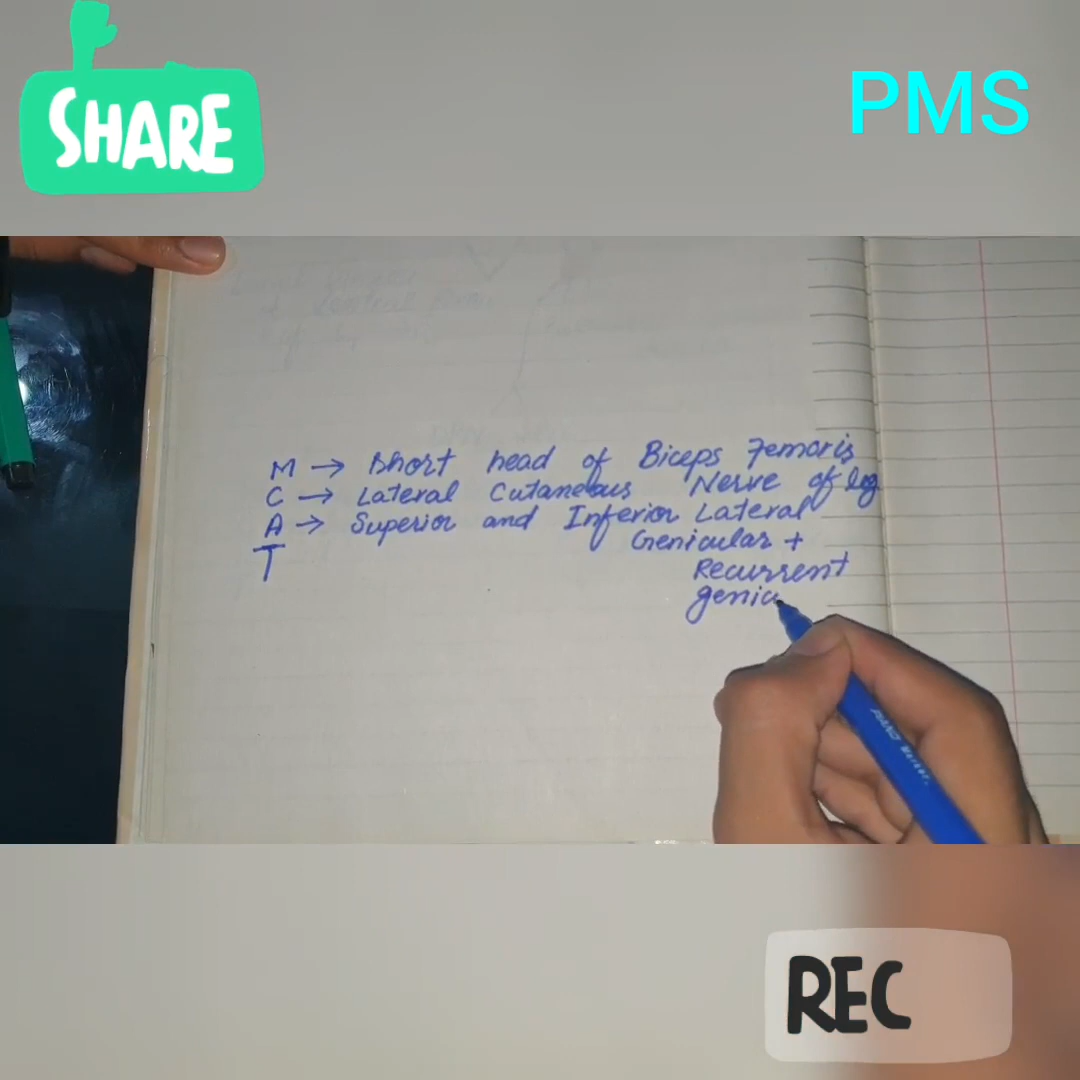 SHARE
PMS
M → Short head of Biceps Femoris
C → Lateral Cutaneous Nerve of leg
A → Superior and Inferior Lateral
Genicular +
T
Recurrent
genic
REC